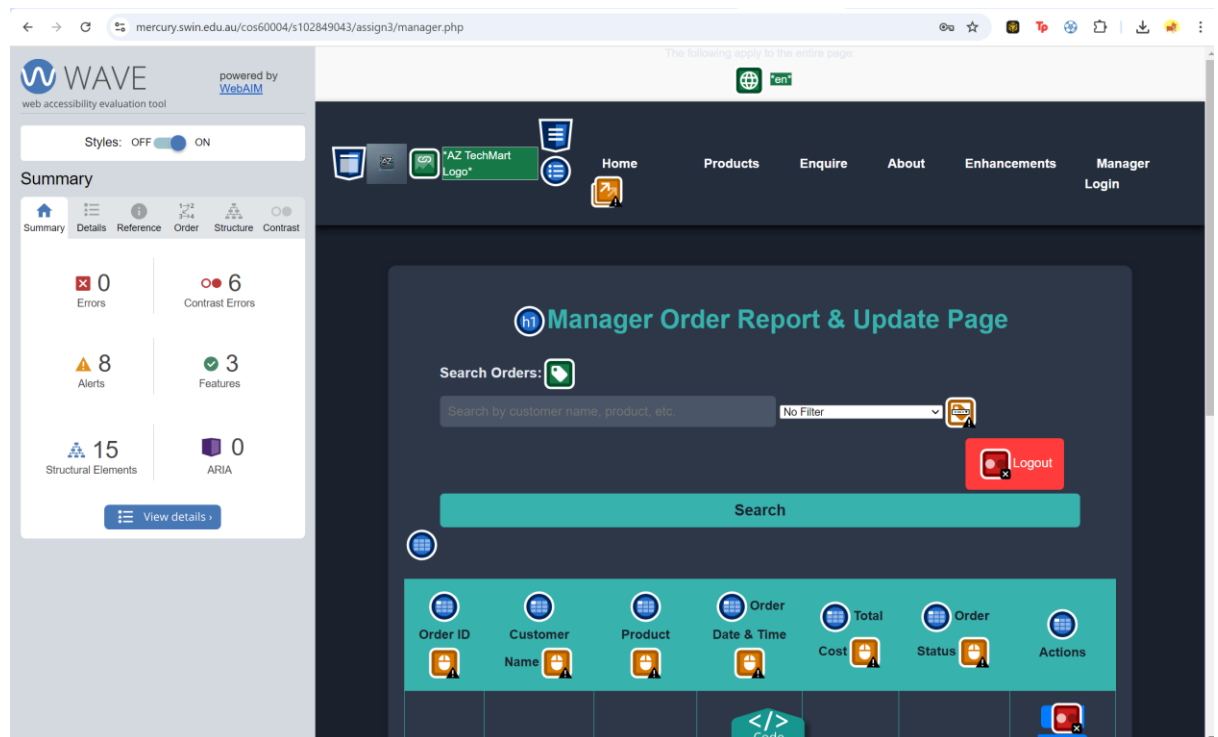 mercury.swin.edu.au/cos60004/s102849043/assign3/manager.php
Tp
WAVE
powered by
WebAIM
web accessibility evaluation tool
Styles: OFF ON
Summary
Summary Details Reference Order Structure Contrast
0
Errors
6
Contrast Errors
8
Alerts
3
Features
15
Structural Elements
0
ARIA
View details ›
The following apply to the entire page:
"en"
"AZ TechMart
Logo"
Home Products Enquire About Enhancements Manager
Login
h1 Manager Order Report & Update Page
Search Orders:
Search by customer name, product, etc.
No Filter
Logout
Search
Order ID
Customer
Name
Product
Order
Date & Time
Total
Cost
Order
Status
Actions
</>
Code